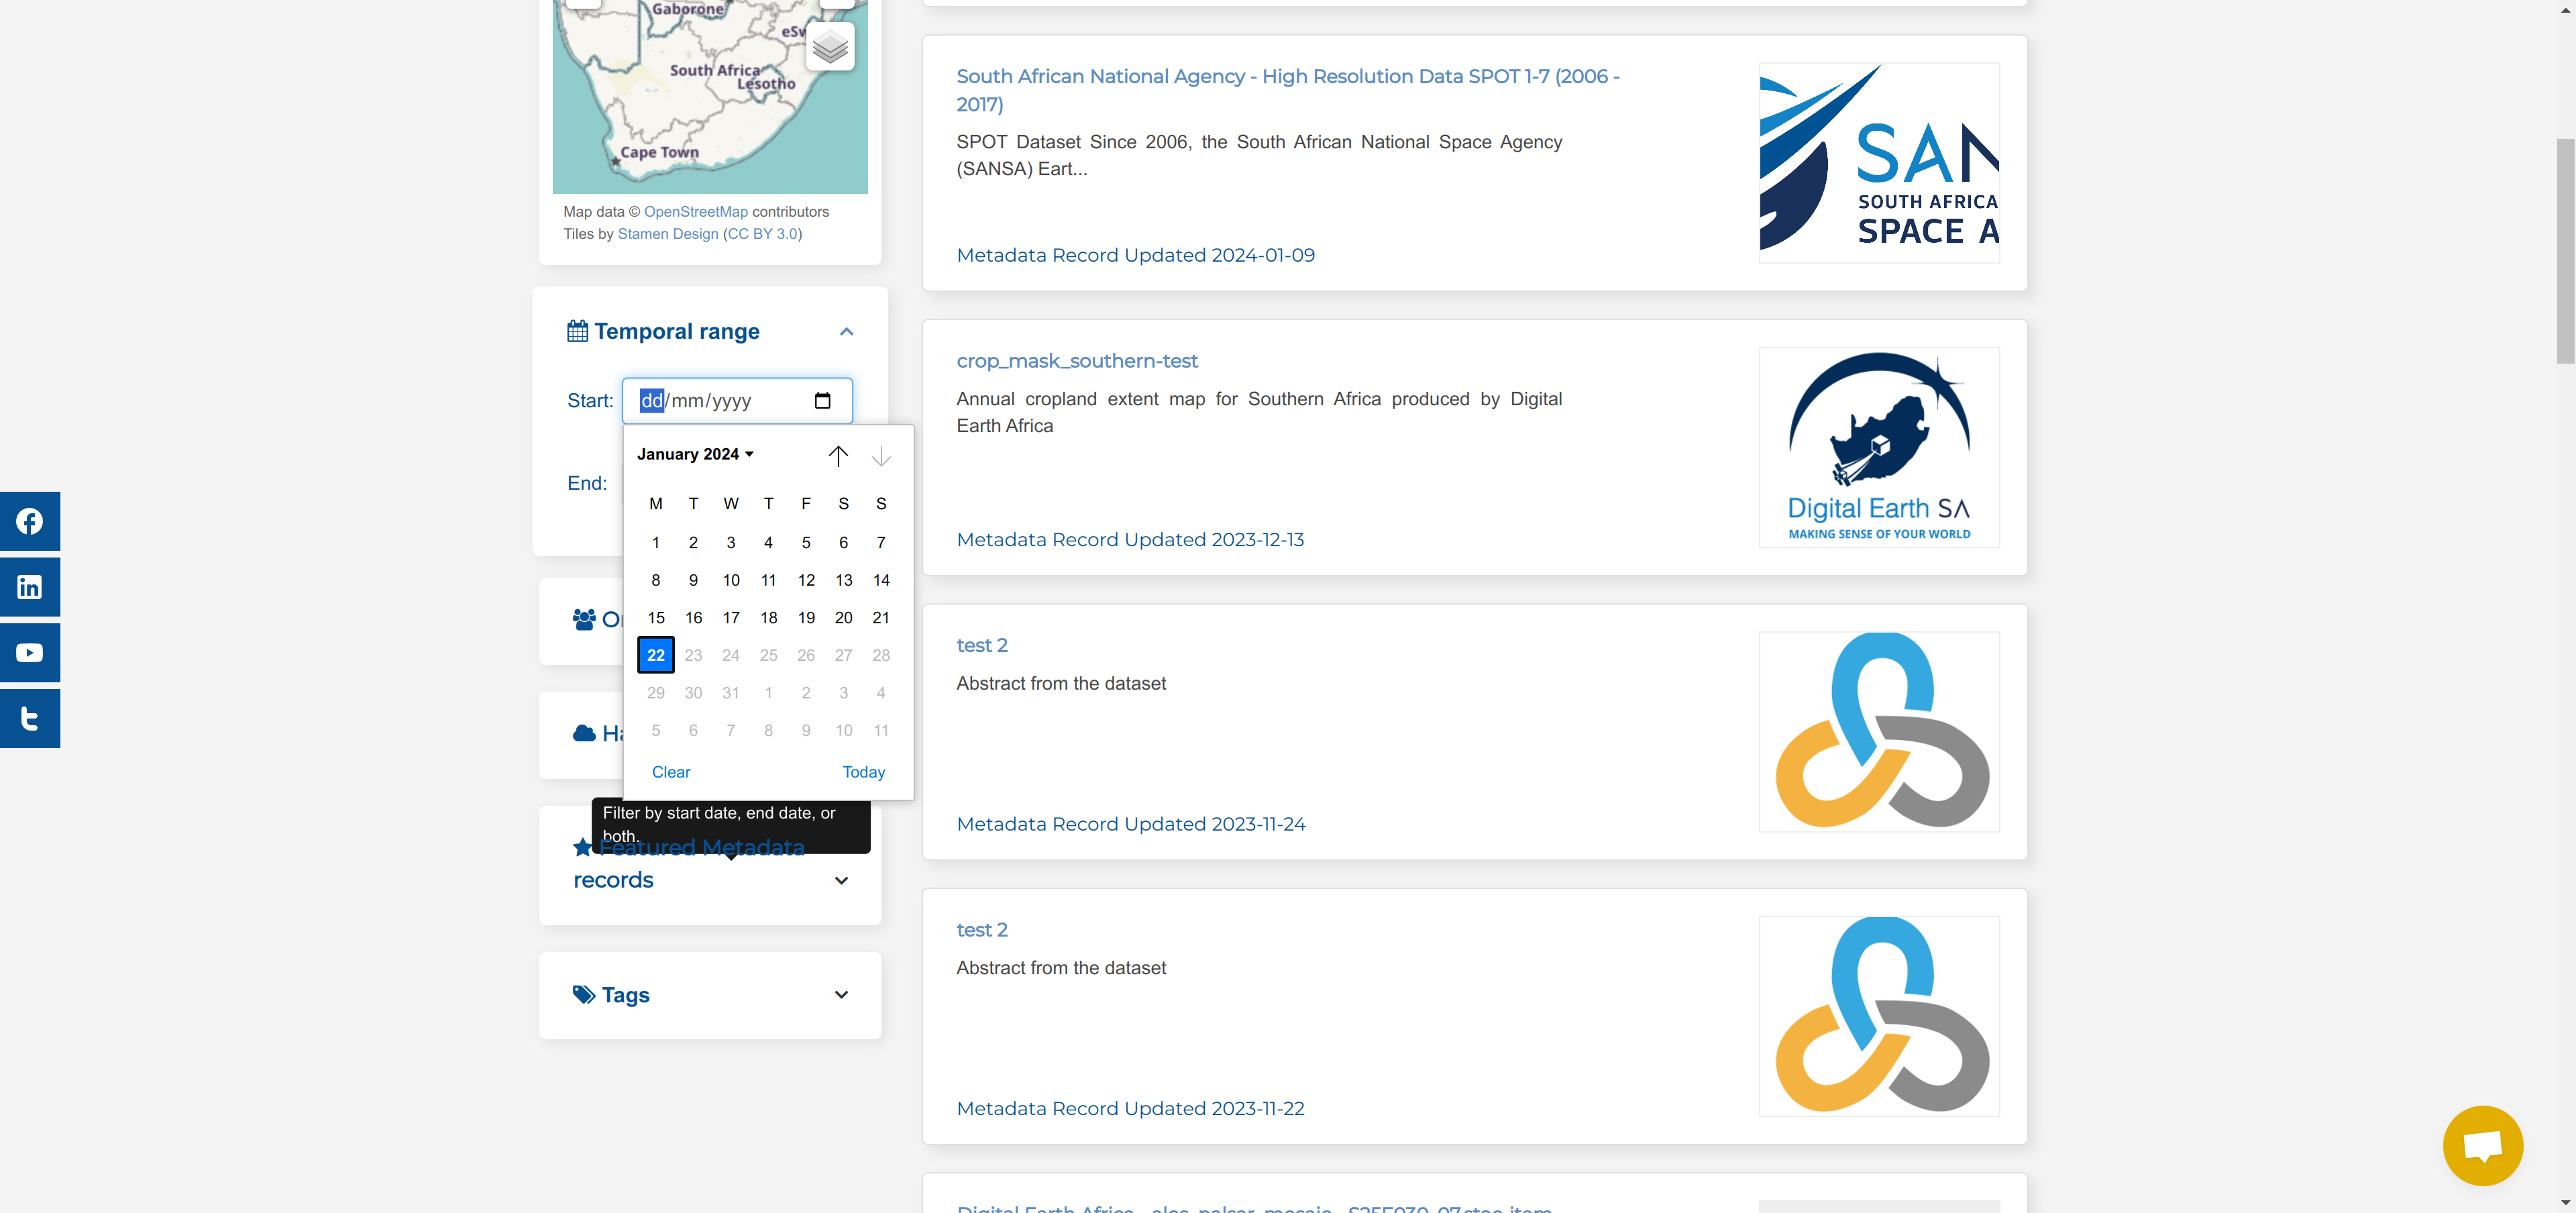 Gaborone
South Africa
Lesotho
Cape Town
Map data © OpenStreetMap contributors
Tiles by Stamen Design (CC BY 3.0)
Temporal range
Start: dd/mm/yyyy
End:
January 2024
M T W T F S S
1 2 3 4 5 6 7
8 9 10 11 12 13 14
15 16 17 18 19 20 21
22 23 24 25 26 27 28
29 30 31 1 2 3 4
5 6 7 8 9 10 11
Clear Today
Filter by start date, end date, or
both.
Featured Metadata
records
Tags
South African National Agency - High Resolution Data SPOT 1-7 (2006 -
2017)
SPOT Dataset Since 2006, the South African National Space Agency
(SANSA) Eart...
Metadata Record Updated 2024-01-09
SAN
SOUTH AFRICA
SPACE A
crop_mask_southern-test
Annual cropland extent map for Southern Africa produced by Digital
Earth Africa
Metadata Record Updated 2023-12-13
Digital Earth SA
MAKING SENSE OF YOUR WORLD
test 2
Abstract from the dataset
Metadata Record Updated 2023-11-24
test 2
Abstract from the dataset
Metadata Record Updated 2023-11-22